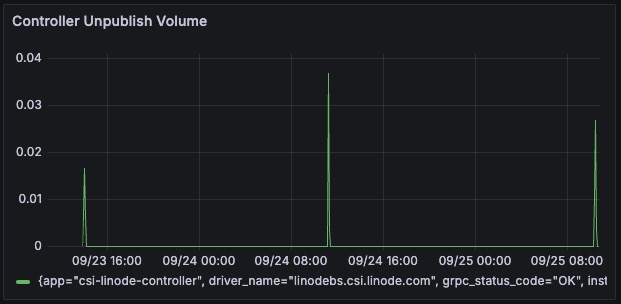 Controller Unpublish Volume
0.04
0.03
0.02
0.01
0
09/23 16:00 09/24 00:00 09/24 08:00 09/24 16:00 09/25 00:00 09/25 08:00
{app="csi-linode-controller", driver_name="linodebs.csi.linode.com", grpc_status_code="OK", inst